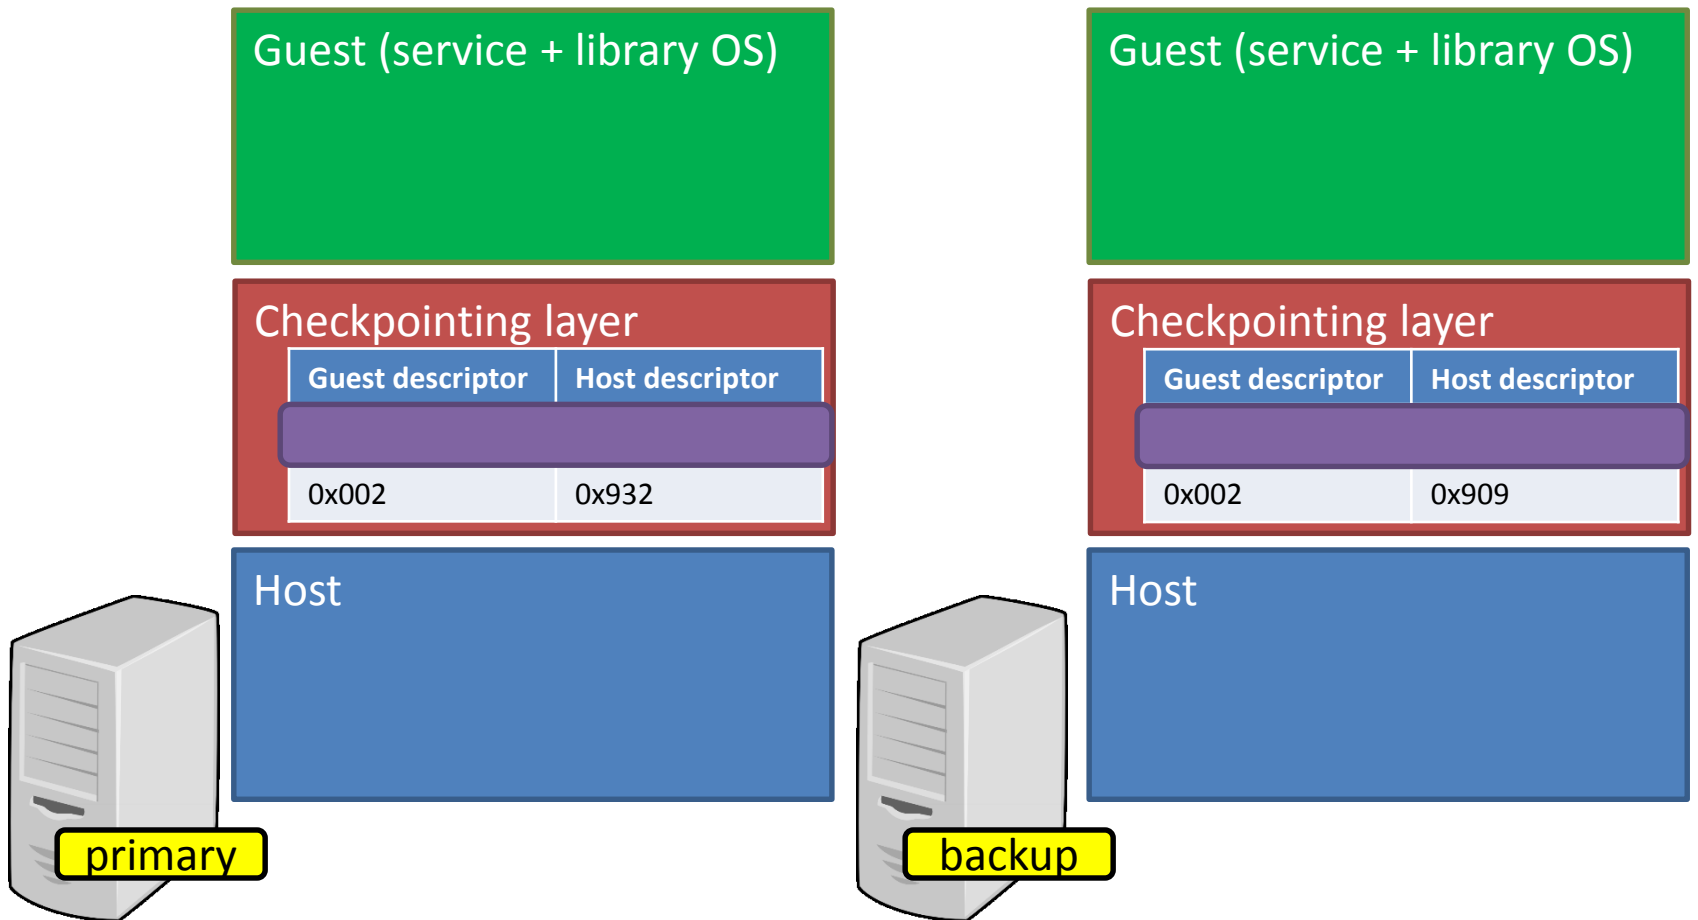 Guest (service + library OS)
Checkpointing layer
Guest descriptor Host descriptor
0x002 0x932
Host
primary
Guest (service + library OS)
Checkpointing layer
Guest descriptor Host descriptor
0x002 0x909
Host
backup